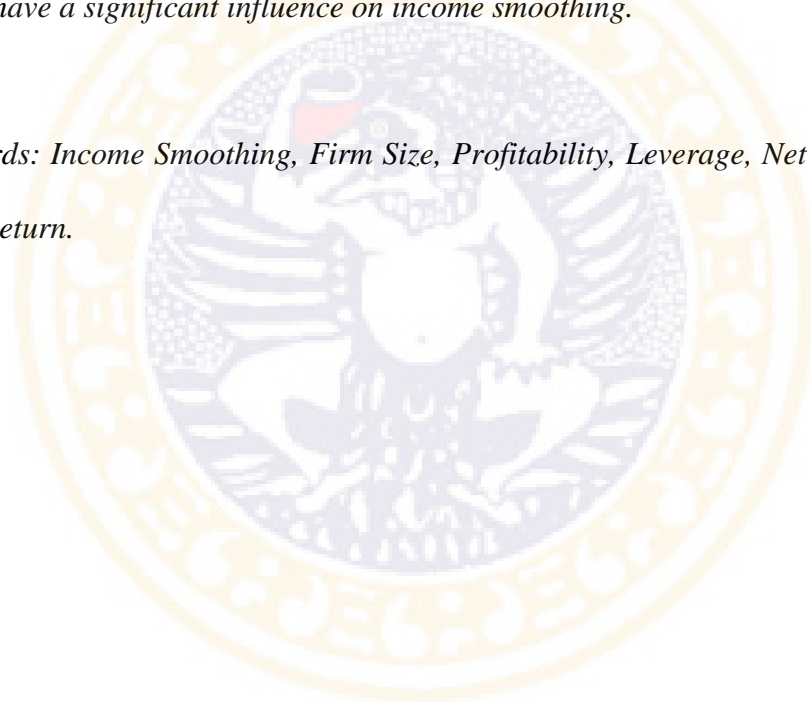 have a significant influence on income smoothing.
rds: Income Smoothing, Firm Size, Profitability, Leverage, Net
eturn.